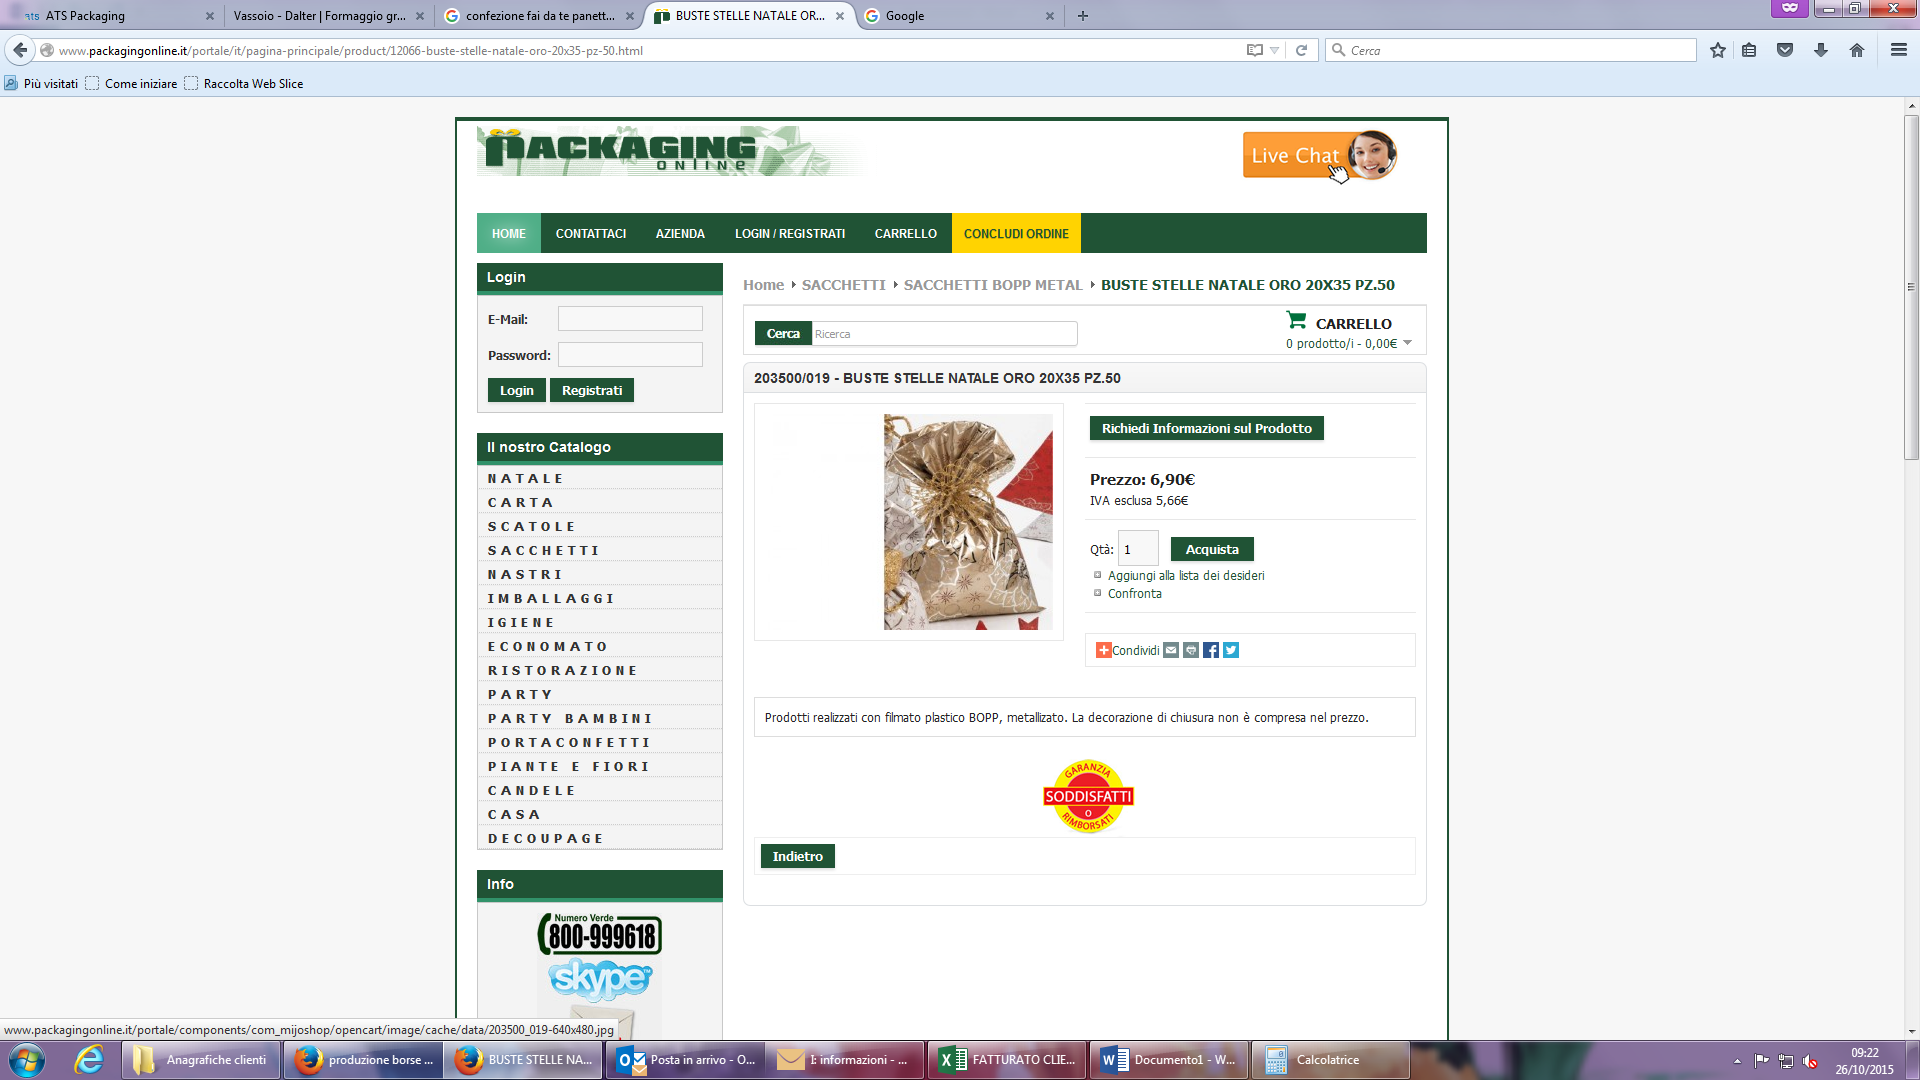 ats ATS Packaging
Vassoio - Dalter | Formaggio gr...
confezione fai da te panett...
BUSTE STELLE NATALE OR...
Google
www.packagingonline.it/portale/it/pagina-principale/product/12066-buste-stelle-natale-oro-20x35-pz-50.html
Cerca
Più visitati
Come iniziare
Raccolta Web Slice
PACKAGING
ONLINE
Live Chat
HOME
CONTATTACI
AZIENDA
LOGIN / REGISTRATI
CARRELLO
CONCLUDI ORDINE
Login
E-Mail:
Password:
Login
Registrati
Il nostro Catalogo
NATALE
CARTA
SCATOLE
SACCHETTI
NASTRI
IMBALLAGGI
IGIENE
ECONOMATO
RISTORAZIONE
PARTY
PARTY BAMBINI
PORTACONFETTI
PIANTE E FIORI
CANDELE
CASA
DECOUPAGE
Info
Numero Verde
800-999618
skype
Home SACCHETTI SACCHETTI BOPP METAL BUSTE STELLE NATALE ORO 20X35 PZ.50
Cerca
Ricerca
CARRELLO
0 prodotto/i - 0,00€
203500/019 - BUSTE STELLE NATALE ORO 20X35 PZ.50
Richiedi Informazioni sul Prodotto
Prezzo: 6,90€
IVA esclusa 5,66€
Qtà: 1
Acquista
Aggiungi alla lista dei desideri
Confronta
Condividi
Prodotti realizzati con filmato plastico BOPP, metallizato. La decorazione di chiusura non è compresa nel prezzo.
GARANZIA
SODDISFATTI
O
RIMBORSATI
Indietro
www.packagingonline.it/portale/components/com_mijoshop/opencart/image/cache/data/203500_019-640x480.jpg
Anagrafiche clienti
produzione borse ...
BUSTE STELLE NA...
Posta in arrivo - O...
I: informazioni - ...
FATTURATO CLIE...
Documento1 - W...
Calcolatrice
09:22
26/10/2015